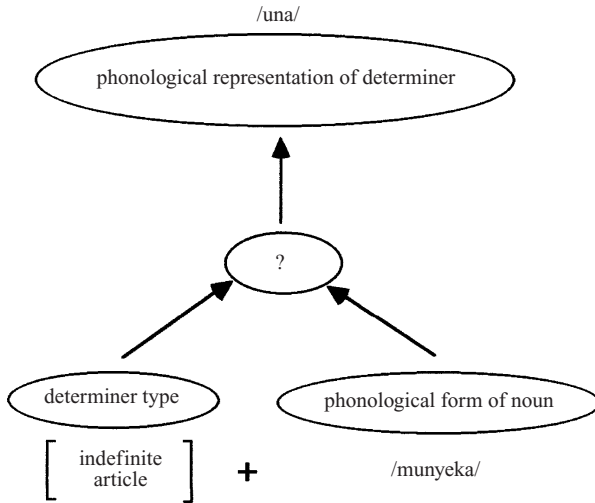 /una/
phonological representation of determiner
?
determiner type
phonological form of noun
indefinite
article
+
/munyeka/